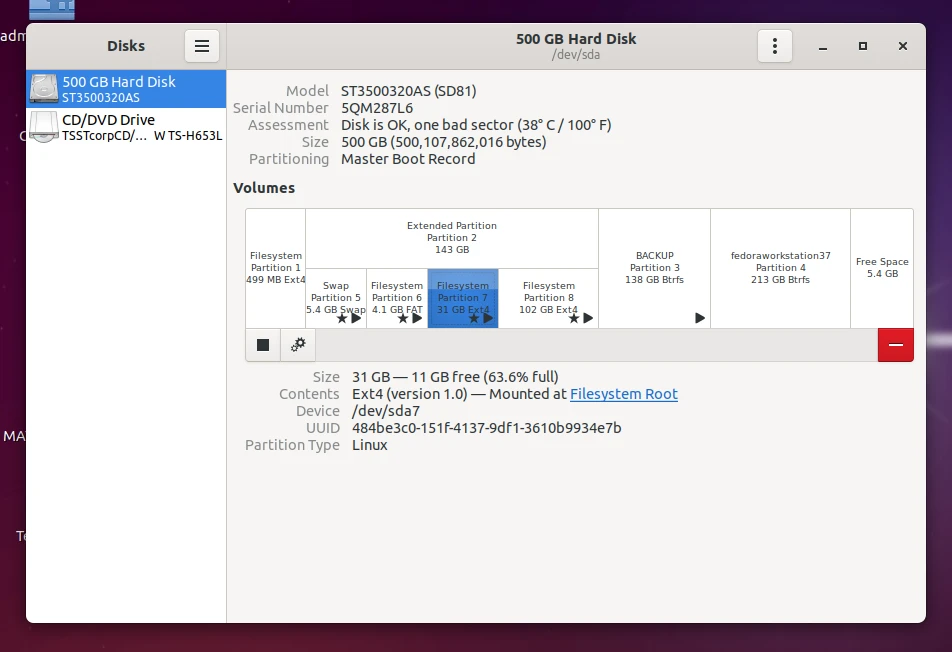 adm
Disks
500 GB Hard Disk
/dev/sda
500 GB Hard Disk
ST3500320AS
CD/DVD Drive
TSSTcorpCD/... W TS-H653L
Model ST3500320AS (SD81)
Serial Number 5QM287L6
Assessment Disk is OK, one bad sector (38° C / 100° F)
Size 500 GB (500,107,862,016 bytes)
Partitioning Master Boot Record
Volumes
Filesystem
Partition 1
499 MB Ext4
Extended Partition
Partition 2
143 GB
Swap
Partition 5
5.4 GB Swap
Filesystem
Partition 6
4.1 GB FAT
Filesystem
Partition 7
31 GB Ext4
Filesystem
Partition 8
102 GB Ext4
BACKUP
Partition 3
138 GB Btrfs
fedoraworkstation37
Partition 4
213 GB Btrfs
Free Space
5.4 GB
Size 31 GB — 11 GB free (63.6% full)
Contents Ext4 (version 1.0) — Mounted at Filesystem Root
Device /dev/sda7
UUID 484be3c0-151f-4137-9df1-3610b9934e7b
Partition Type Linux
MA
Te